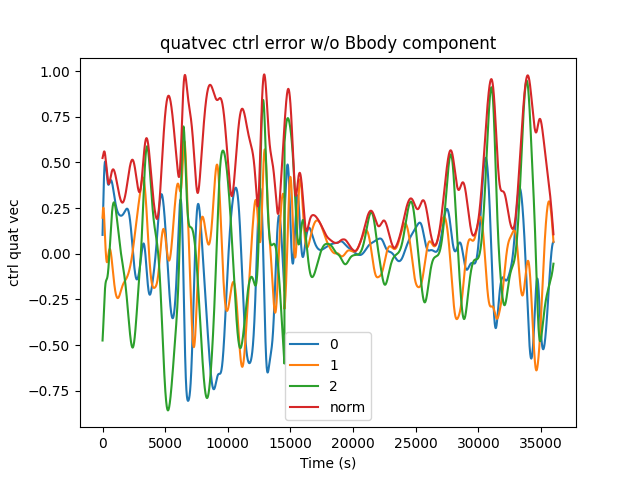 quatvec ctrl error w/o Bbody component
1.00
0.75
0.50
0.25
0.00
−0.25
−0.50
−0.75
ctrl quat vec
0
1
2
norm
0 5000 10000 15000 20000 25000 30000 35000
Time (s)